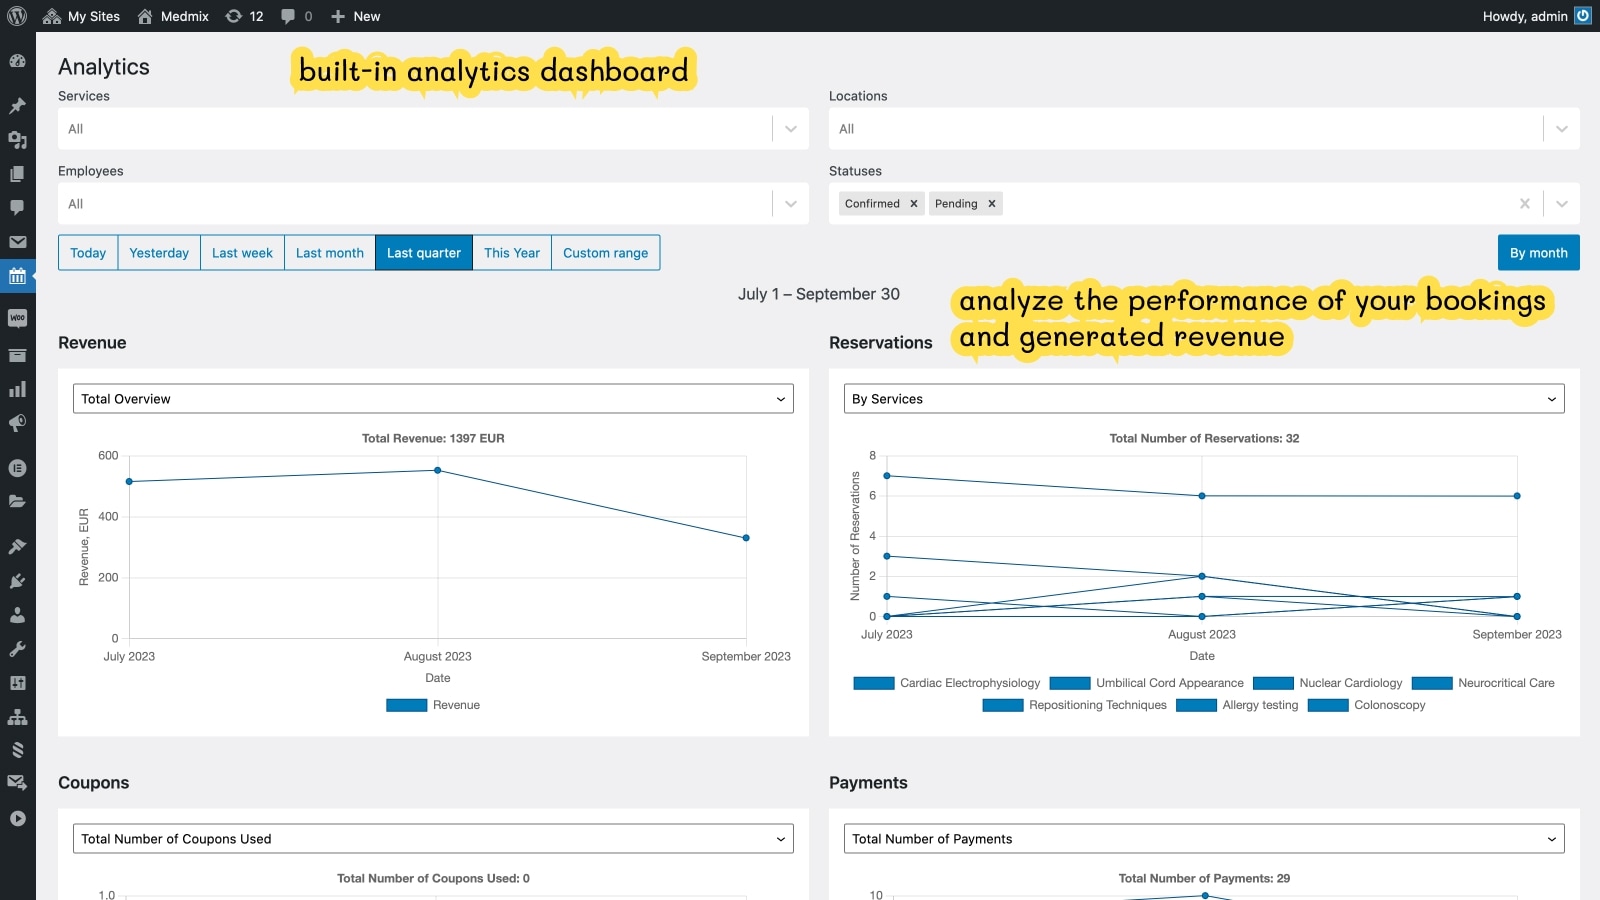 My Sites Medmix 12 0 New Howdy, admin
Analytics
built-in analytics dashboard
Services
All
Locations
All
Employees
All
Statuses
Confirmed Pending
Today Yesterday Last week Last month Last quarter This Year Custom range
By month
July 1 – September 30
analyze the performance of your bookings
and generated revenue
Revenue
Total Overview
Total Revenue: 1397 EUR
600
400
200
0
Revenue, EUR
July 2023 August 2023 September 2023
Date
Revenue
Reservations
By Services
Total Number of Reservations: 32
8
6
4
2
0
Number of Reservations
July 2023 August 2023 September 2023
Date
Cardiac Electrophysiology Umbilical Cord Appearance Nuclear Cardiology Neurocritical Care
Repositioning Techniques Allergy testing Colonoscopy
Coupons
Total Number of Coupons Used
Total Number of Coupons Used: 0
1.0
Payments
Total Number of Payments
Total Number of Payments: 29
10
Woo